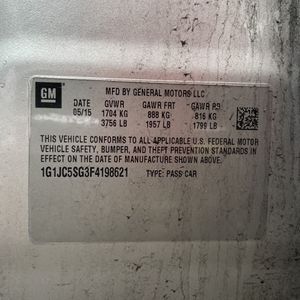 GM
MFD BY GENERAL MOTORS LLC
DATE GVWR GAWR FRT GAWR RR
05/15 1704 KG 888 KG 816 KG
3756 LB 1957 LB 1799 LB
THIS VEHICLE CONFORMS TO ALL APPLICABLE U.S. FEDERAL MOTOR
VEHICLE SAFETY, BUMPER, AND THEFT PREVENTION STANDARDS IN
EFFECT ON THE DATE OF MANUFACTURE SHOWN ABOVE.
1G1JC5SG3F4198621 TYPE: PASS CAR